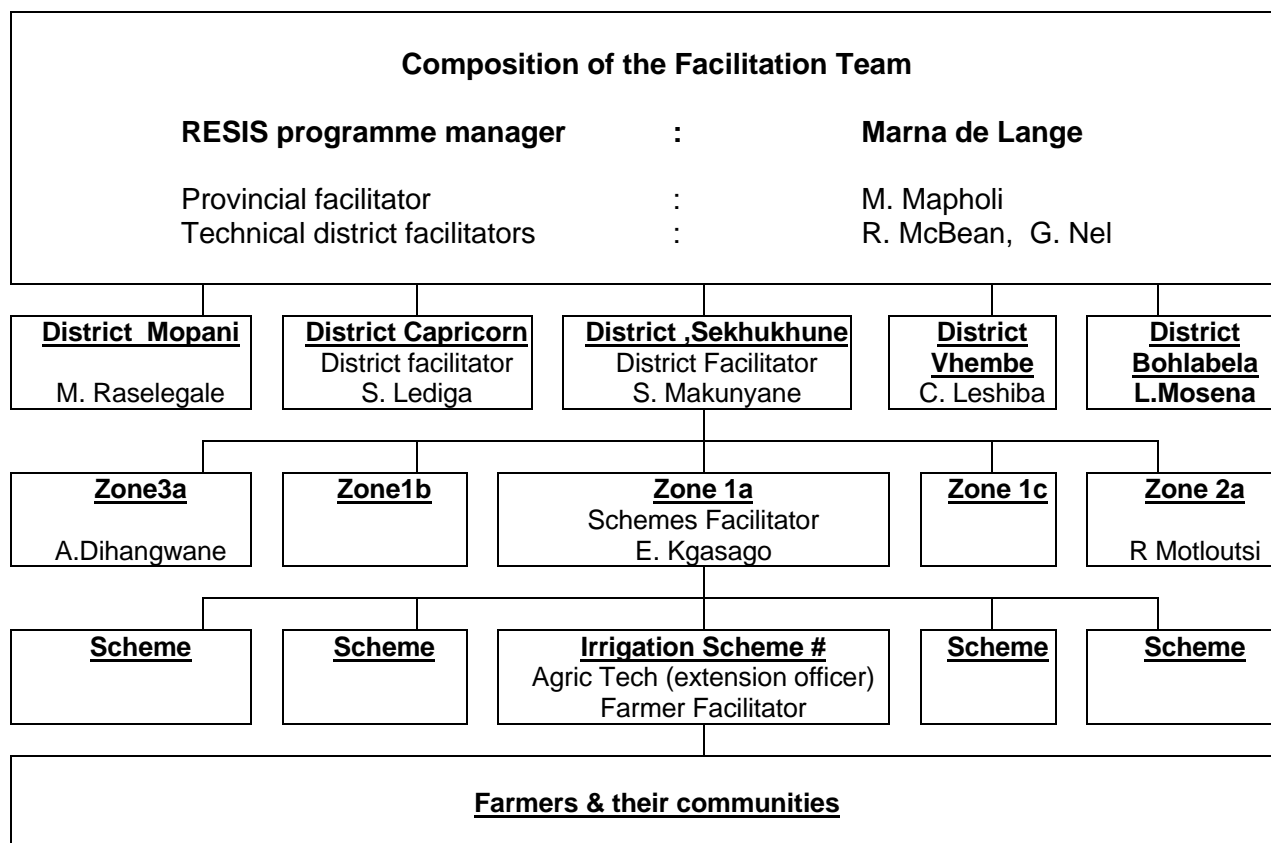 Composition of the Facilitation Team
RESIS programme manager : Marna de Lange
Provincial facilitator : M. Mapholi
Technical district facilitators : R. McBean, G. Nel
District Mopani
M. Raselegale
District Capricorn
District facilitator
S. Lediga
District ,Sekhukhune
District Facilitator
S. Makunyane
District
Vhembe
C. Leshiba
District
Bohlabela
L.Mosena
Zone3a
A.Dihangwane
Zone1b
Zone 1a
Schemes Facilitator
E. Kgasago
Zone 1c
Zone 2a
R Motloutsi
Scheme
Scheme
Irrigation Scheme #
Agric Tech (extension officer)
Farmer Facilitator
Scheme
Scheme
Farmers & their communities